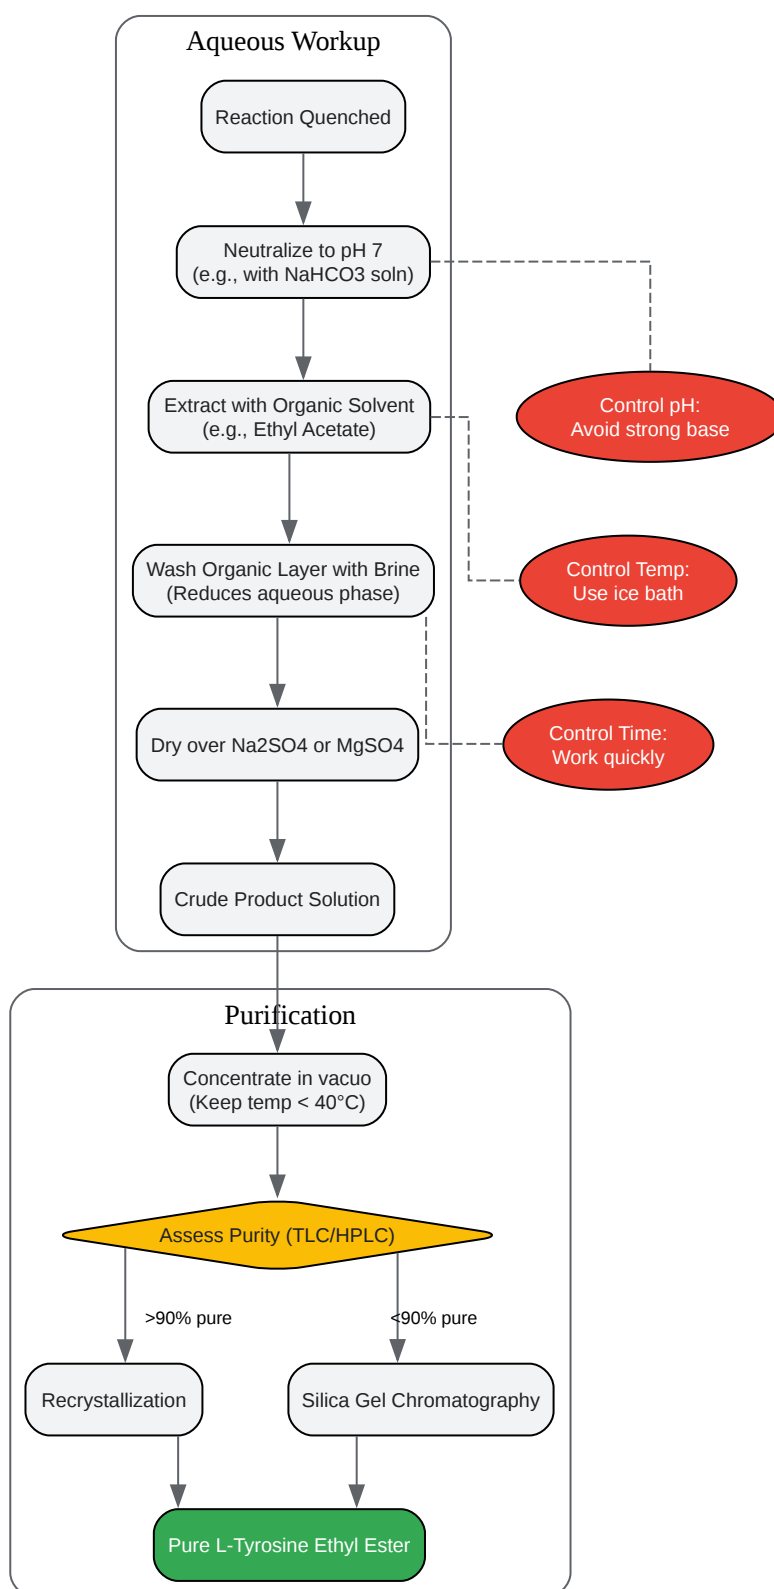 Aqueous Workup
Reaction Quenched
Neutralize to pH 7
(e.g., with NaHCO3 soln)
Extract with Organic Solvent
(e.g., Ethyl Acetate)
Control pH:
Avoid strong base
Wash Organic Layer with Brine
(Reduces aqueous phase)
Control Temp:
Use ice bath
Dry over Na2SO4 or MgSO4
Control Time:
Work quickly
Crude Product Solution
Purification
Concentrate in vacuo
(Keep temp < 40°C)
Assess Purity (TLC/HPLC)
>90% pure
<90% pure
Recrystallization
Silica Gel Chromatography
Pure L-Tyrosine Ethyl Ester